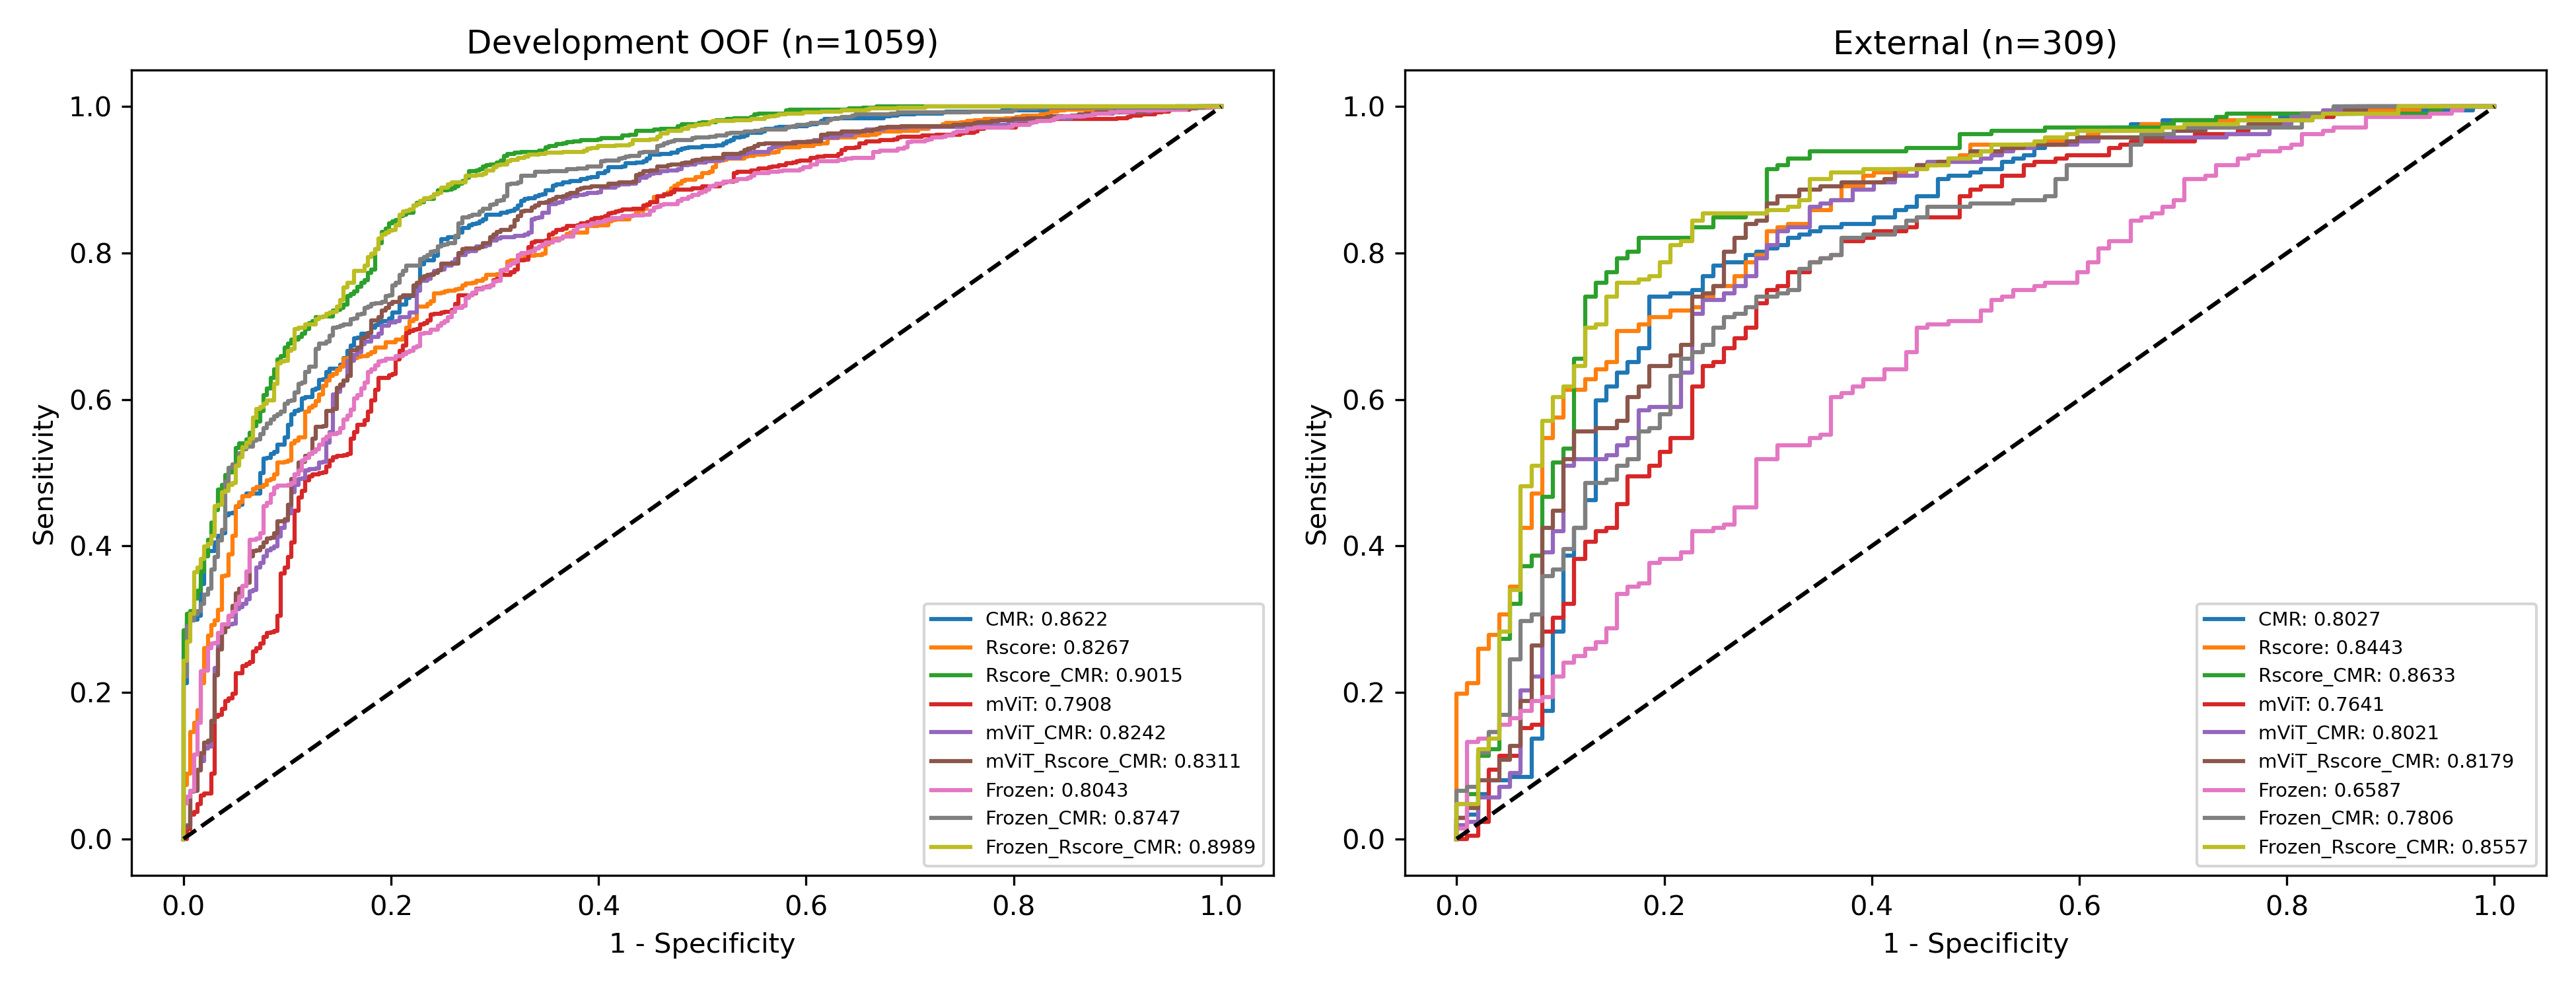 Development OOF (n=1059)
Sensitivity
1.0
0.8
0.6
0.4
0.2
0.0
0.0 0.2 0.4 0.6 0.8 1.0
1 - Specificity
CMR: 0.8622
Rscore: 0.8267
Rscore_CMR: 0.9015
mViT: 0.7908
mViT_CMR: 0.8242
mViT_Rscore_CMR: 0.8311
Frozen: 0.8043
Frozen_CMR: 0.8747
Frozen_Rscore_CMR: 0.8989
External (n=309)
Sensitivity
1.0
0.8
0.6
0.4
0.2
0.0
0.0 0.2 0.4 0.6 0.8 1.0
1 - Specificity
CMR: 0.8027
Rscore: 0.8443
Rscore_CMR: 0.8633
mViT: 0.7641
mViT_CMR: 0.8021
mViT_Rscore_CMR: 0.8179
Frozen: 0.6587
Frozen_CMR: 0.7806
Frozen_Rscore_CMR: 0.8557